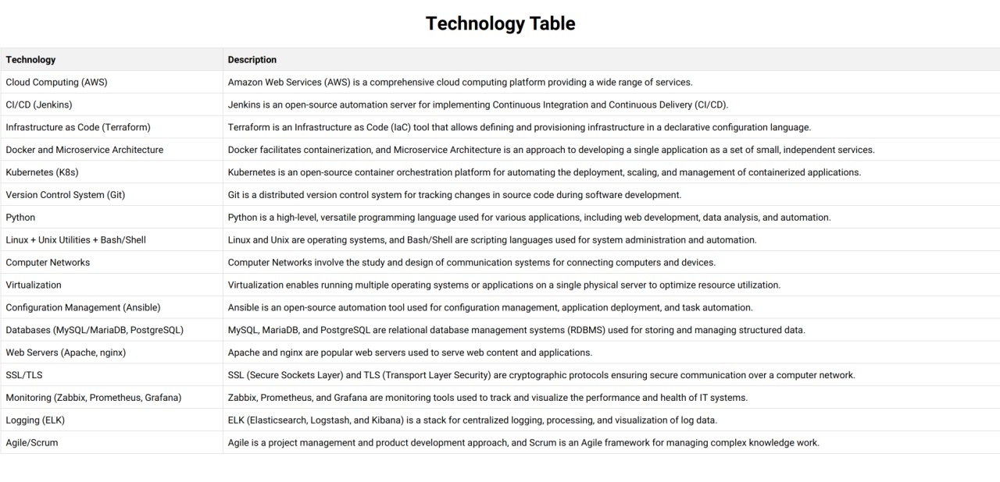 Technology Table
Technology Description
Cloud Computing (AWS) Amazon Web Services (AWS) is a comprehensive cloud computing platform providing a wide range of services.
CI/CD (Jenkins) Jenkins is an open-source automation server for implementing Continuous Integration and Continuous Delivery (CI/CD).
Infrastructure as Code (Terraform) Terraform is an Infrastructure as Code (IaC) tool that allows defining and provisioning infrastructure in a declarative configuration language.
Docker and Microservice Architecture Docker facilitates containerization, and Microservice Architecture is an approach to developing a single application as a set of small, independent services.
Kubernetes (K8s) Kubernetes is an open-source container orchestration platform for automating the deployment, scaling, and management of containerized applications.
Version Control System (Git) Git is a distributed version control system for tracking changes in source code during software development.
Python Python is a high-level, versatile programming language used for various applications, including web development, data analysis, and automation.
Linux + Unix Utilities + Bash/Shell Linux and Unix are operating systems, and Bash/Shell are scripting languages used for system administration and automation.
Computer Networks Computer Networks involve the study and design of communication systems for connecting computers and devices.
Virtualization Virtualization enables running multiple operating systems or applications on a single physical server to optimize resource utilization.
Configuration Management (Ansible) Ansible is an open-source automation tool used for configuration management, application deployment, and task automation.
Databases (MySQL/MariaDB, PostgreSQL) MySQL, MariaDB, and PostgreSQL are relational database management systems (RDBMS) used for storing and managing structured data.
Web Servers (Apache, nginx) Apache and nginx are popular web servers used to serve web content and applications.
SSL/TLS SSL (Secure Sockets Layer) and TLS (Transport Layer Security) are cryptographic protocols ensuring secure communication over a computer network.
Monitoring (Zabbix, Prometheus, Grafana) Zabbix, Prometheus, and Grafana are monitoring tools used to track and visualize the performance and health of IT systems.
Logging (ELK) ELK (Elasticsearch, Logstash, and Kibana) is a stack for centralized logging, processing, and visualization of log data.
Agile/Scrum Agile is a project management and product development approach, and Scrum is an Agile framework for managing complex knowledge work.